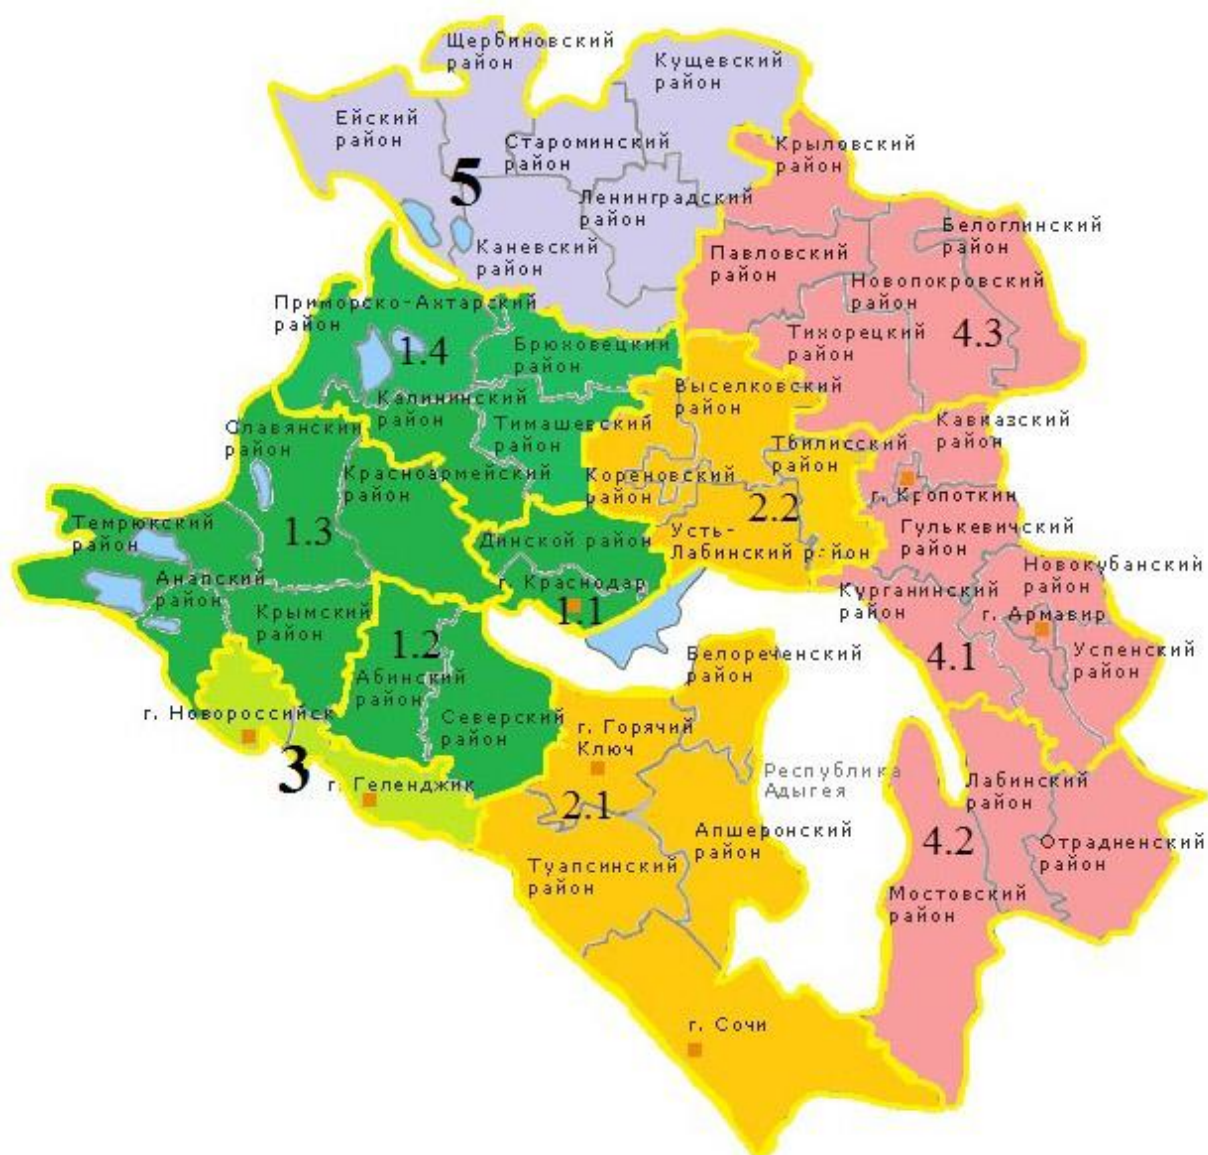 Щербиновский
район
Кущевский
район
Ейский
район
Староминский
район
Крыловский
район
5
Ленинградский
район
Каневский
район
Белоглинский
район
Павловский
район
Новопокровский
район
Приморско-Ахтарский
район
Тихорецкий
район
4.3
1.4
Брюховецкий
район
Выселковский
район
Калининский
район
Славянский
район
Тимашевский
район
Кавказский
район
Тбилисский
район
Красноармейский
район
Кореновский
район
г. Кропоткин
2.2
Темрюкский
район
1.3
Динской район
Усть-
Лабинский район
Гулькевичский
район
Анапский
район
г. Краснодар
1.1
Новокубанский
район
Курганинский
район
Крымский
район
г. Армавир
1.2
Успенский
район
4.1
Белореченский
район
Абинский
район
г. Новороссийск
Северский
район
г. Горячий
Ключ
3
г. Геленджик
Республика
Адыгея
Лабинский
район
2.1
Апшеронский
район
4.2
Отрадненский
район
Туапсинский
район
Мостовский
район
г. Сочи